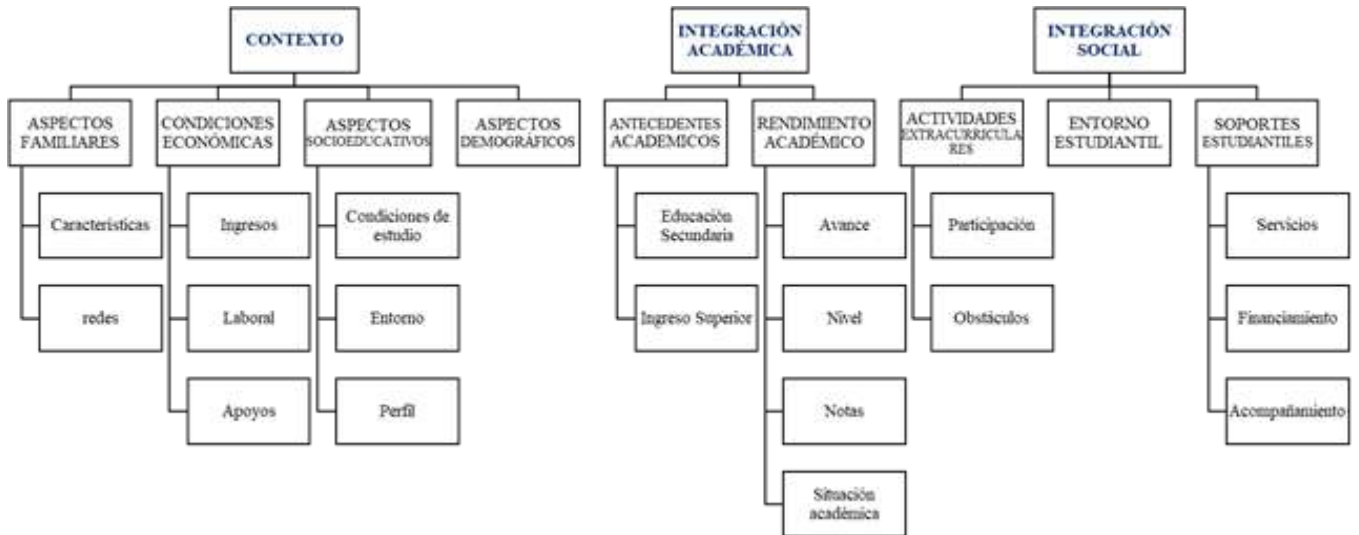 CONTEXTO
ASPECTOS
FAMILIARES
Características
redes
CONDICIONES
ECONÓMICAS
Ingresos
Laboral
Apoyos
ASPECTOS
SOCIOEDUCATIVOS
Condiciones de
estudio
Entorno
Perfil
ASPECTOS
DEMOGRÁFICOS
INTEGRACIÓN
ACADÉMICA
ANTECEDENTES
ACADEMICOS
Educación
Secundaria
Ingreso Superior
RENDIMIENTO
ACADÉMICO
Avance
Nivel
Notas
Situación
académica
INTEGRACIÓN
SOCIAL
ACTIVIDADES
EXTRACURRICULA
RES
Participación
Obstáculos
ENTORNO
ESTUDIANTIL
SOPORTES
ESTUDIANTILES
Servicios
Financiamiento
Acompañamiento